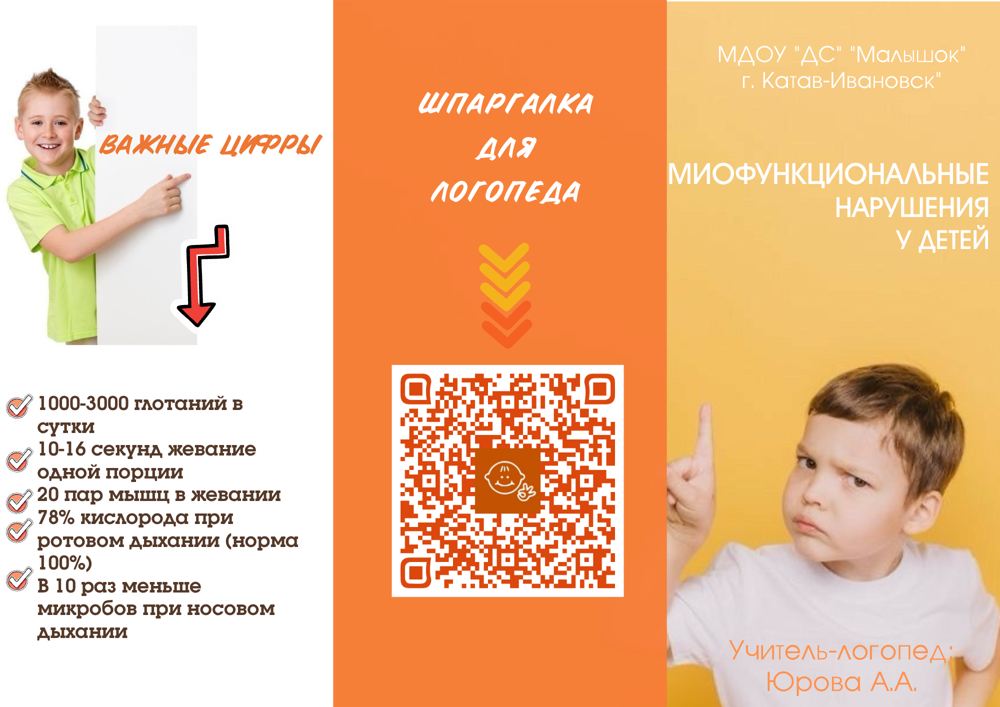 ВАЖНЫЕ ЦИФРЫ
1000-3000 глотаний в
сутки
10-16 секунд жевание
одной порции
20 пар мышц в жевании
78% кислорода при
ротовом дыхании (норма
100%)
В 10 раз меньше
микробов при носовом
дыхании
ШПАРГАЛКА
ДЛЯ
ЛОГОПЕДА
МДОУ "ДС" "Малышок"
г. Катав-Ивановск"
МИОФУНКЦИОНАЛЬНЫЕ
НАРУШЕНИЯ
У ДЕТЕЙ
Учитель-логопед:
Юрова А.А.